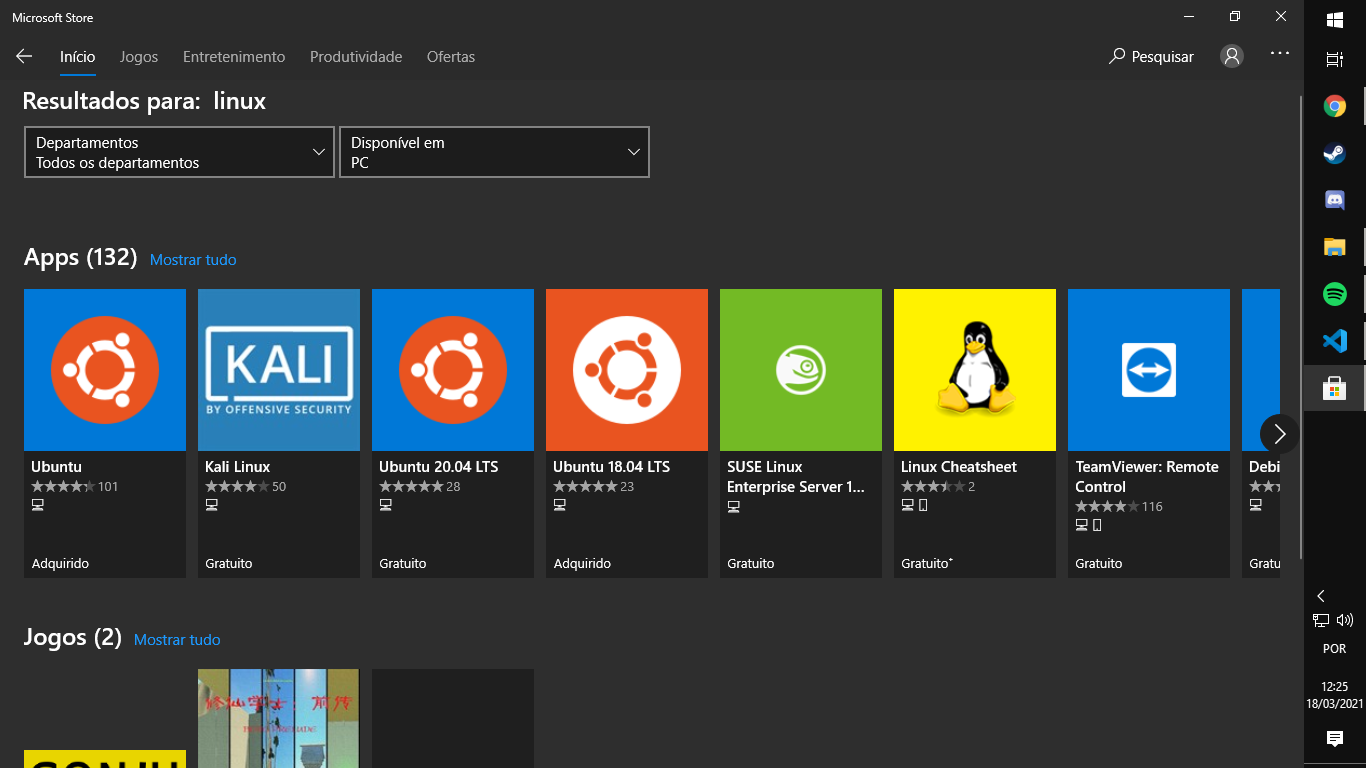 Microsoft Store
Início
Jogos
Entretenimento
Produtividade
Ofertas
Pesquisar
Resultados para: linux
Departamentos
Todos os departamentos
Disponível em
PC
Apps (132) Mostrar tudo
KALI
BY OFFENSIVE SECURITY
Ubuntu
101
Adquirido
Kali Linux
50
Gratuito
Ubuntu 20.04 LTS
28
Gratuito
Ubuntu 18.04 LTS
23
Adquirido
SUSE Linux
Enterprise Server 1...
Gratuito
Linux Cheatsheet
2
Gratuito*
TeamViewer: Remote
Control
116
Gratuito
Debi
Gratu
Jogos (2) Mostrar tudo
POR
12:25
18/03/2021